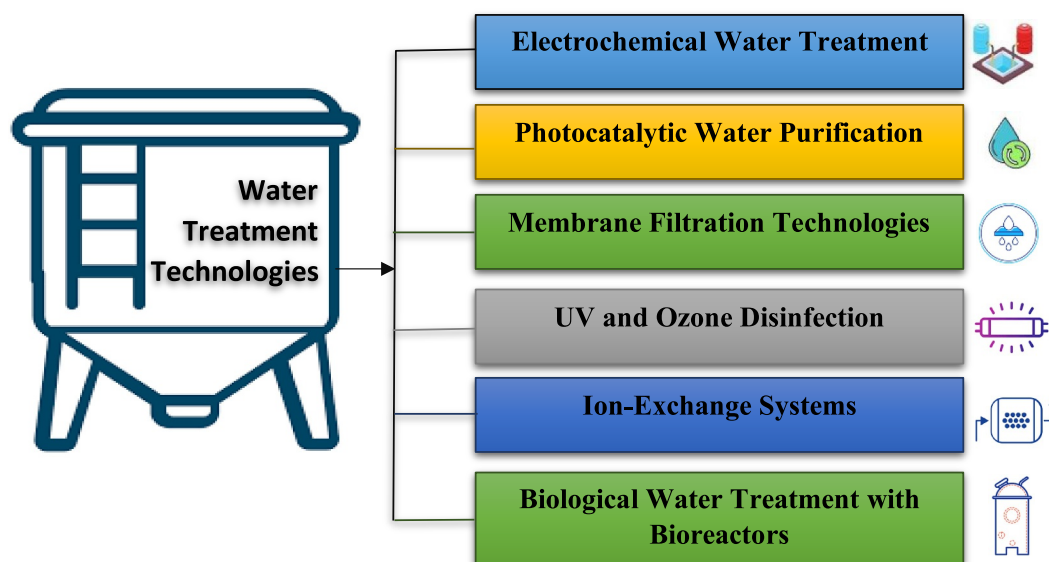 Water
Treatment
Technologies
Electrochemical Water Treatment
Photocatalytic Water Purification
Membrane Filtration Technologies
UV and Ozone Disinfection
Ion-Exchange Systems
Biological Water Treatment with
Bioreactors